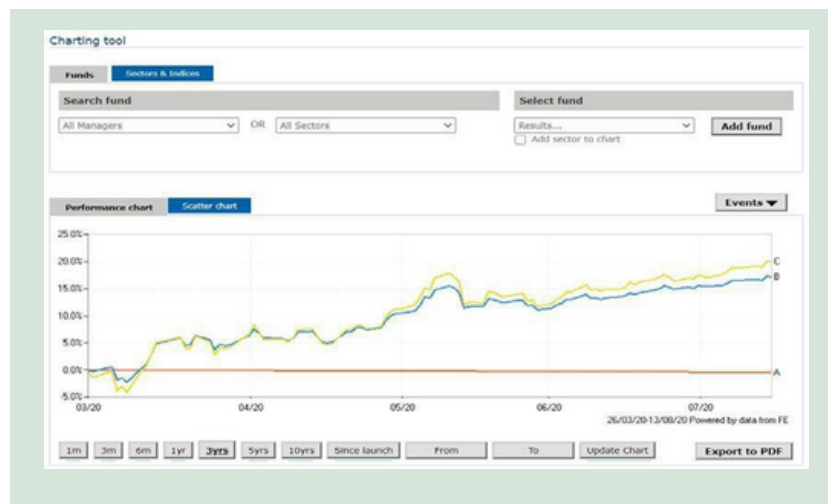 Charting tool
Funds Sectors & Indices
Search fund Select fund
All Managers OR All Sectors Results... Add fund
Add sector to chart
Performance chart Scatter chart Events
25.0%
20.0% C
B
15.0%
10.0%
5.0%
0.0% A
-5.0%
03/20 04/20 05/20 06/20 07/20
26/03/20-13/08/20 Powered by data from FE
1m 3m 6m 1yr 3yrs 5yrs 10yrs Since launch From To Update Chart Export to PDF